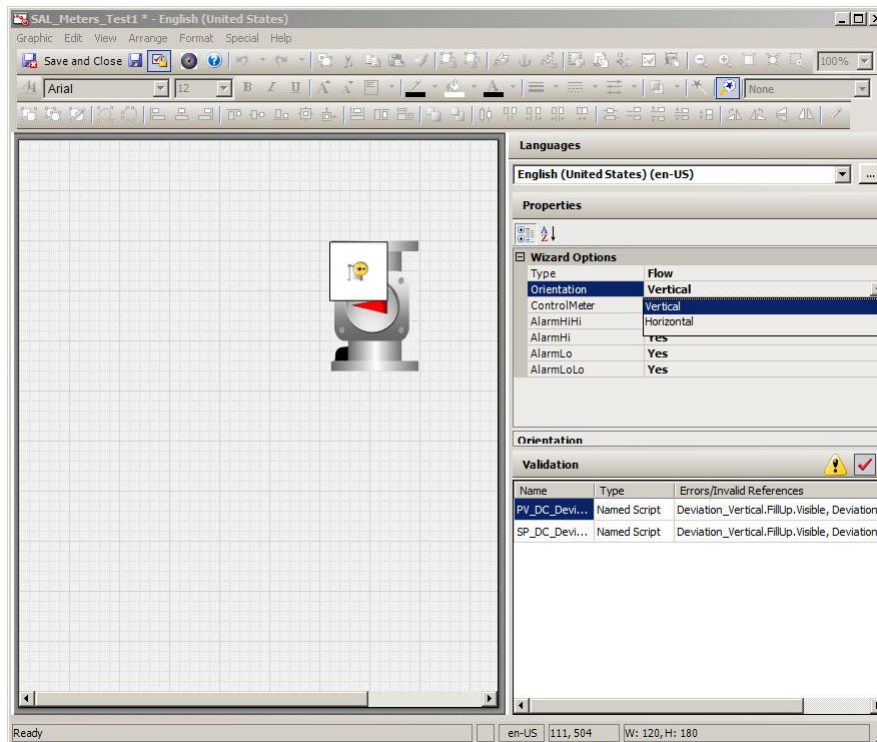 SAL_Meters_Test1 * - English (United States)
Graphic Edit View Arrange Format Special Help
Save and Close 100%
Arial 12 B I U A A A None
Languages
English (United States) (en-US) ...
Properties
Wizard Options
Type Flow
Orientation Vertical
ControlMeter Vertical
AlarmHiHi Horizontal
AlarmHi Yes
AlarmLo Yes
AlarmLoLo Yes
Orientation
Validation
Name Type Errors/Invalid References
PV_DC_Devi... Named Script Deviation_Vertical.FillUp.Visible, Deviation
SP_DC_Devi... Named Script Deviation_Vertical.FillUp.Visible, Deviation
Ready en-US 111, 504 W: 120, H: 180